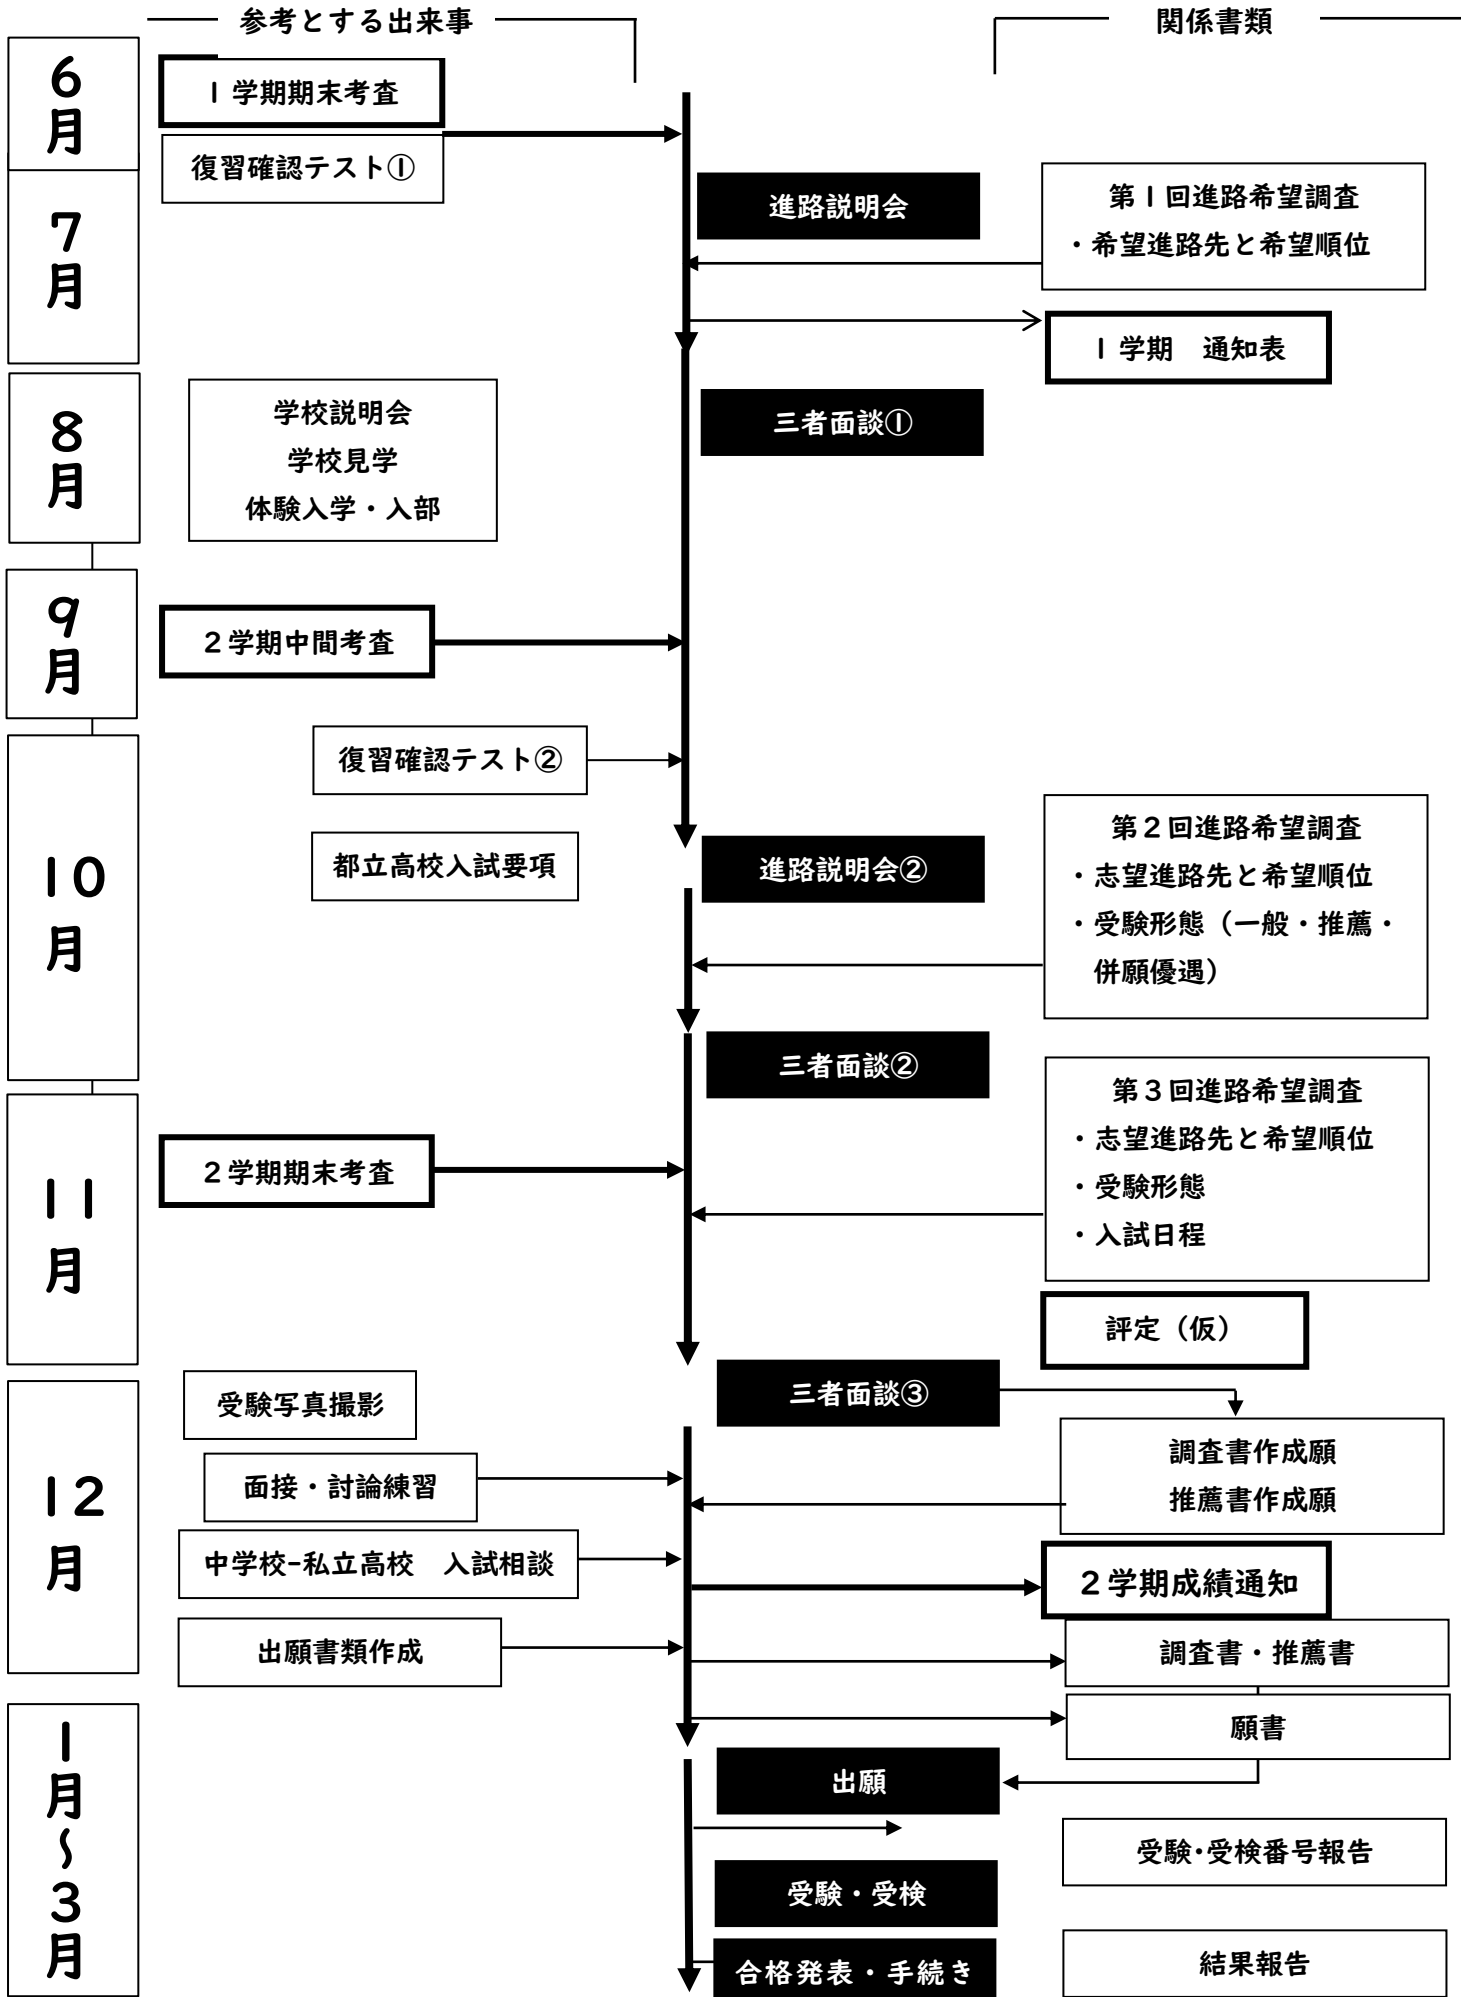 参考とする出来事
関係書類
6月
1学期期末考査
復習確認テスト①
7月
進路説明会
第1回進路希望調査
・希望進路先と希望順位
1学期　通知表
8月
学校説明会
学校見学
体験入学・入部
三者面談①
9月
2学期中間考査
10月
復習確認テスト②
都立高校入試要項
進路説明会②
第2回進路希望調査
・志望進路先と希望順位
・受験形態（一般・推薦・
併願優遇）
三者面談②
11月
2学期期末考査
第3回進路希望調査
・志望進路先と希望順位
・受験形態
・入試日程
評定（仮）
12月
受験写真撮影
三者面談③
調査書作成願
推薦書作成願
面接・討論練習
中学校-私立高校　入試相談
2学期成績通知
出願書類作成
調査書・推薦書
願書
1月～3月
出願
受験・受検番号報告
受験・受検
合格発表・手続き
結果報告